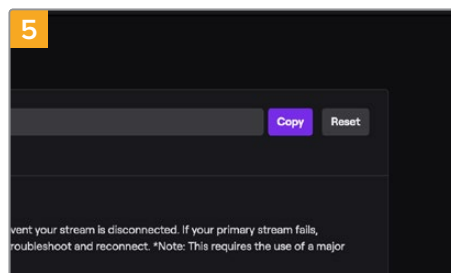 5
Copy Reset
vent your stream is disconnected. If your primary stream fails,
roubleshoot and reconnect. *Note: This requires the use of a major